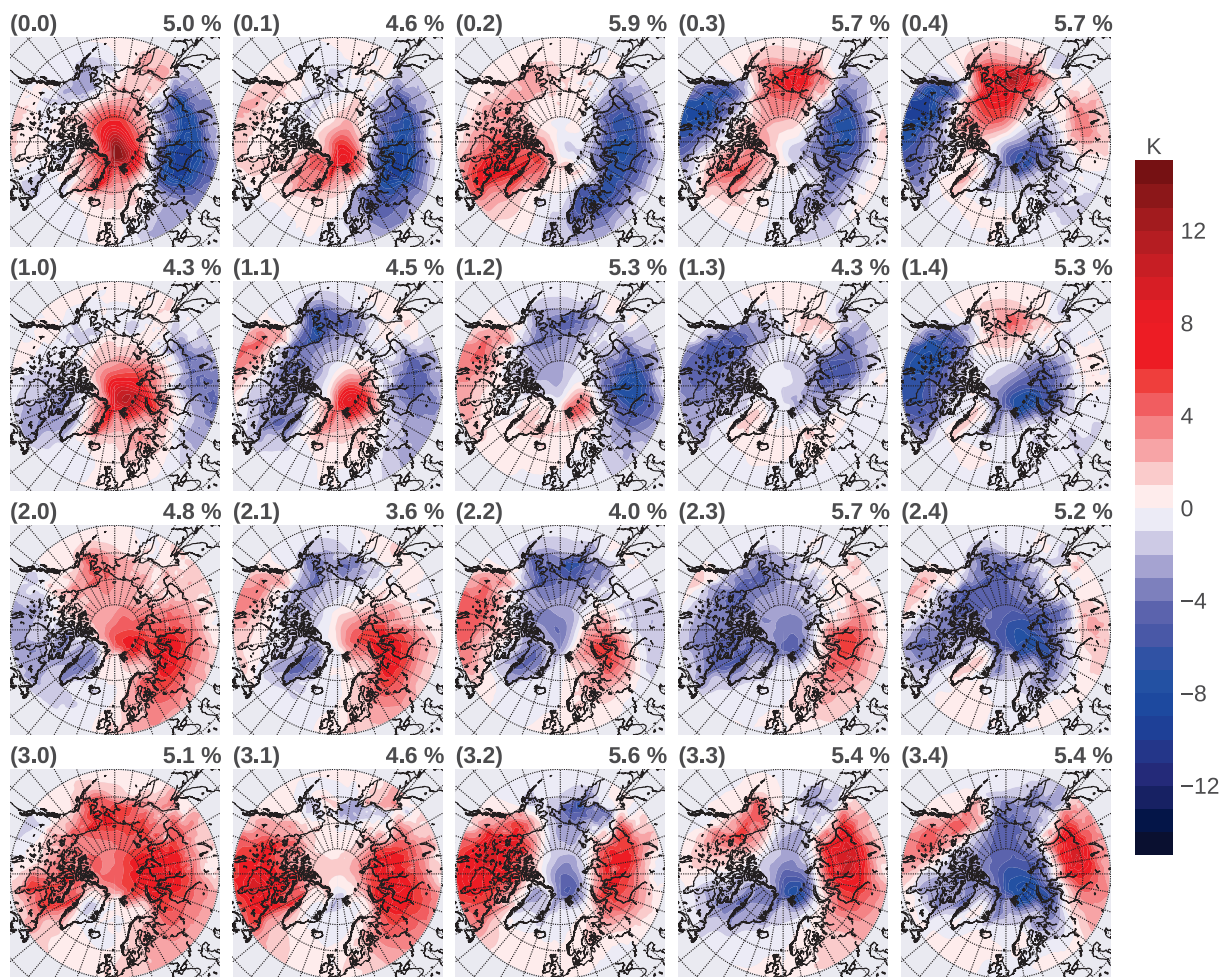 (0.0) 5.0 % (0.1) 4.6 % (0.2) 5.9 % (0.3) 5.7 % (0.4) 5.7 %
K
12
8
4
0
−4
−8
−12
(1.0) 4.3 % (1.1) 4.5 % (1.2) 5.3 % (1.3) 4.3 % (1.4) 5.3 %
(2.0) 4.8 % (2.1) 3.6 % (2.2) 4.0 % (2.3) 5.7 % (2.4) 5.2 %
(3.0) 5.1 % (3.1) 4.6 % (3.2) 5.6 % (3.3) 5.4 % (3.4) 5.4 %